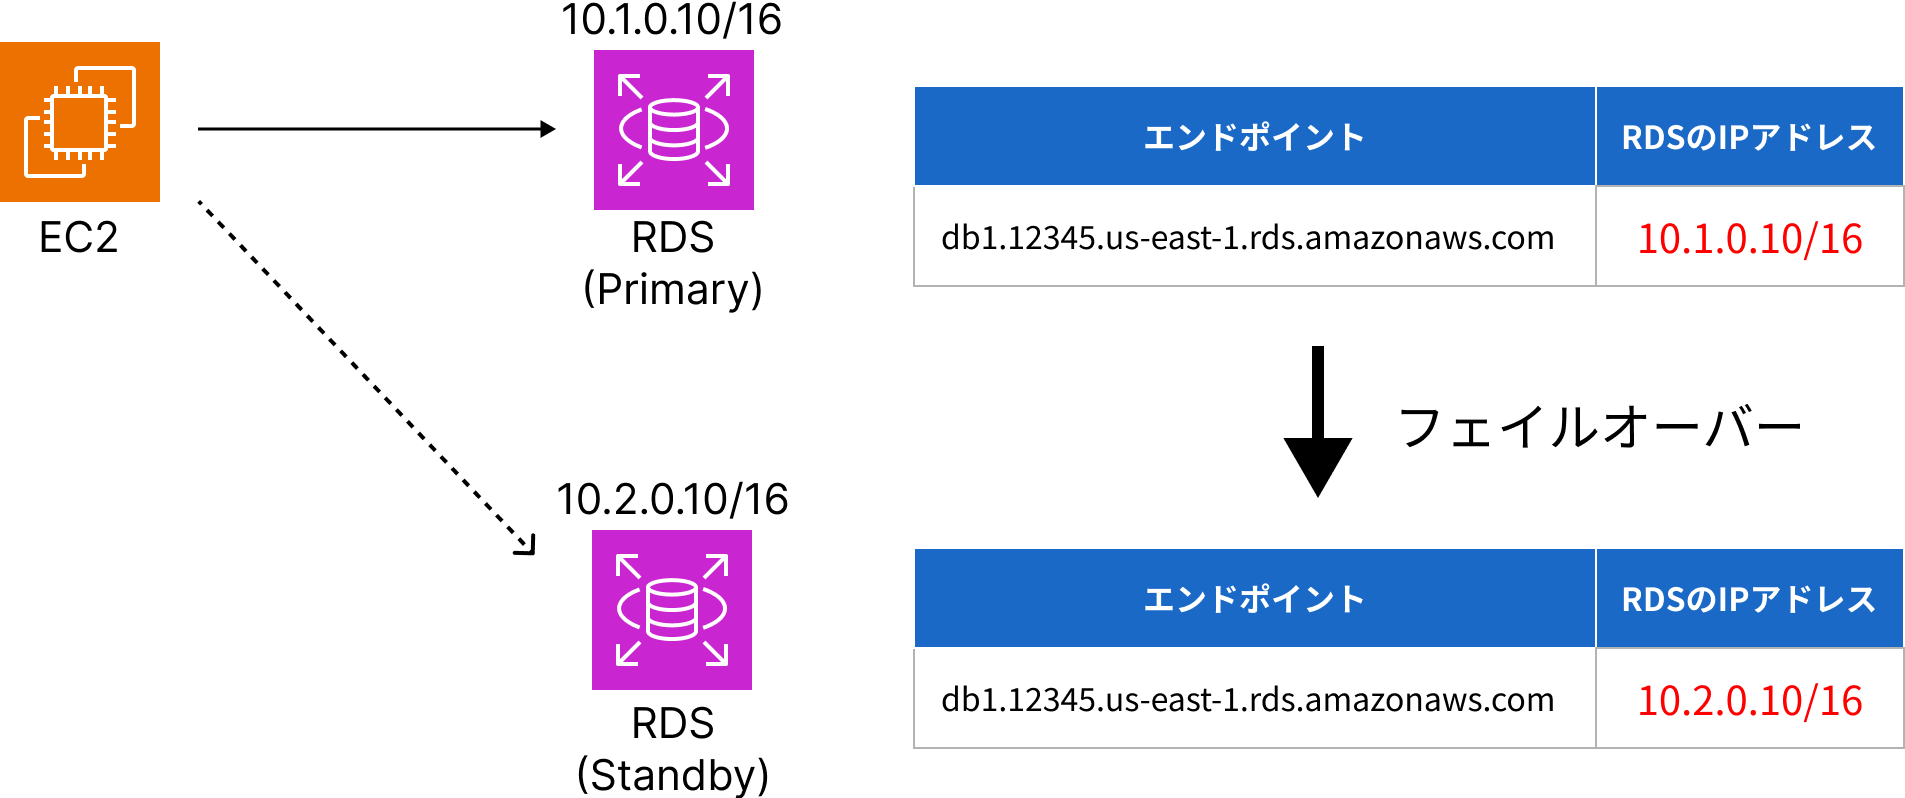 10.1.0.10/16
EC2
RDS
(Primary)
10.2.0.10/16
RDS
(Standby)
エンドポイント RDSのIPアドレス
db1.12345.us-east-1.rds.amazonaws.com 10.1.0.10/16
フェイルオーバー
エンドポイント RDSのIPアドレス
db1.12345.us-east-1.rds.amazonaws.com 10.2.0.10/16